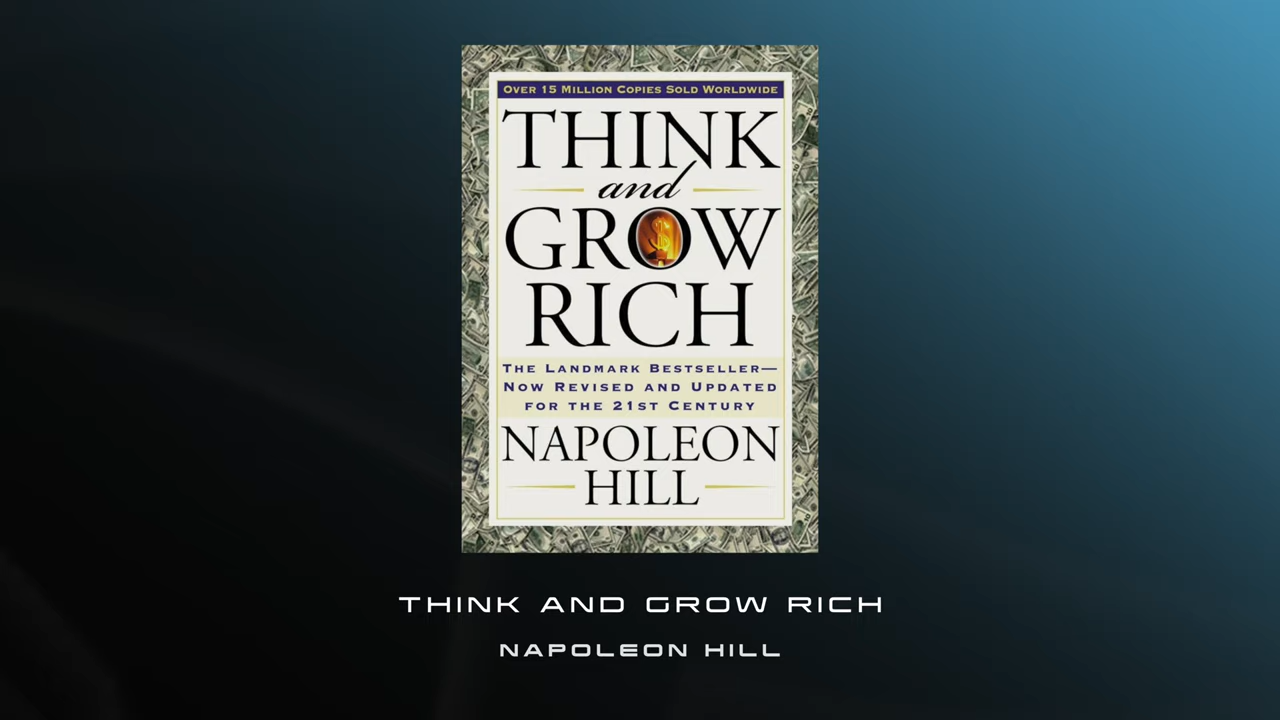 OVER 15 MILLION COPIES SOLD WORLDWIDE
THINK
and
GROW
RICH
THE LANDMARK BESTSELLER—
NOW REVISED AND UPDATED
FOR THE 21ST CENTURY
NAPOLEON
HILL
THINK AND GROW RICH
NAPOLEON HILL